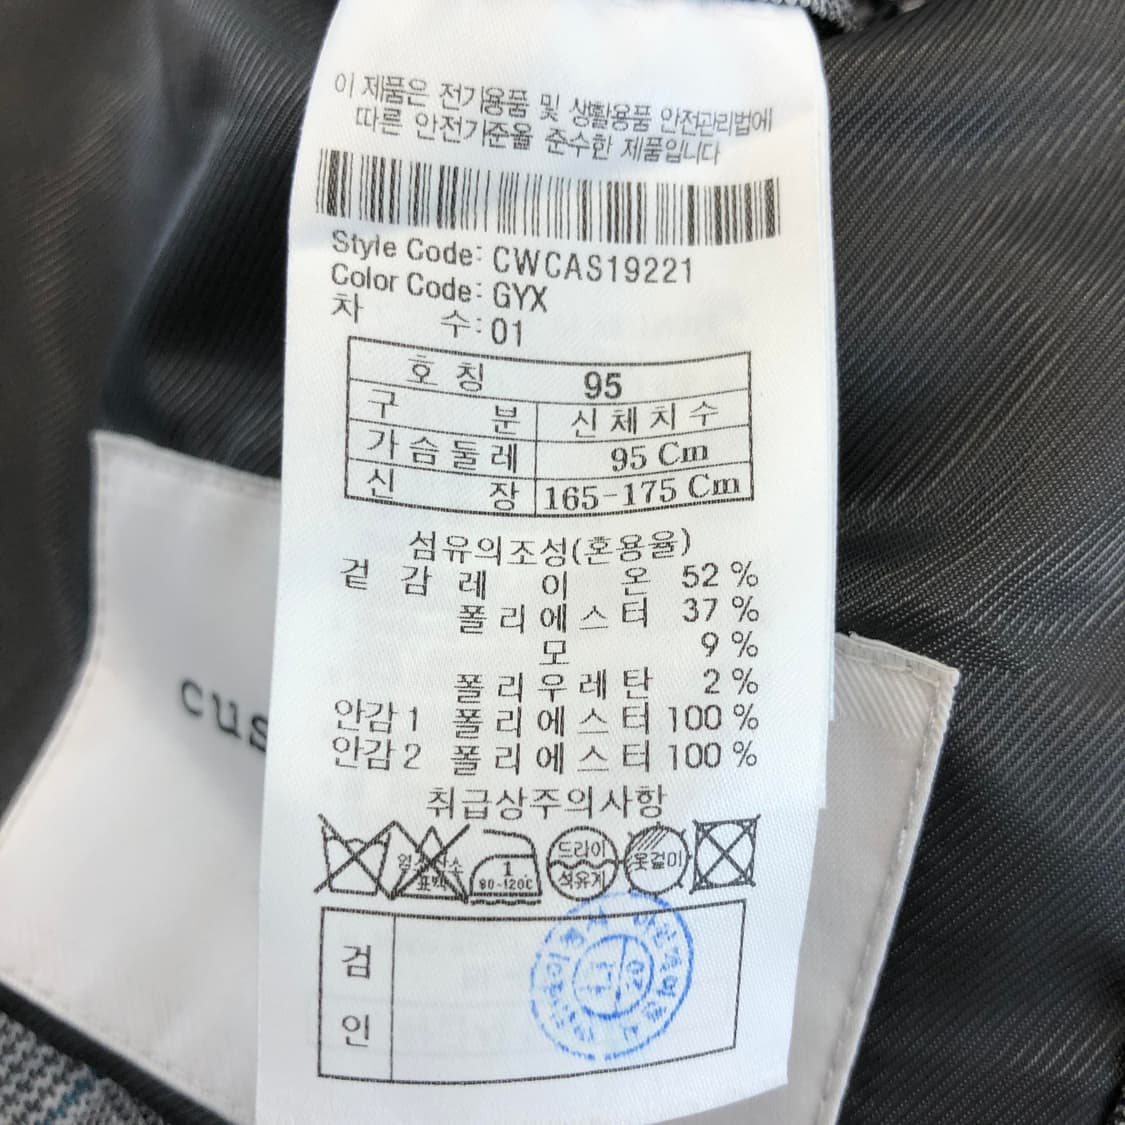 이 제품은 전기용품 및 생활용품 안전관리법에
따른 안전기준을 준수한 제품입니다
Style Code: CWCAS19221
Color Code: GYX
차 수: 01
호 칭 95
구 분 신 체 치 수
가 슴 둘 레 95 Cm
신 장 165-175 Cm
섬유의조성(혼용율)
겉 감 레 이 온 52 %
폴 리 에 스 터 37 %
모 9 %
폴 리 우 레 탄 2 %
안감 1 폴 리 에 스 터 100 %
안감 2 폴 리 에 스 터 100 %
취급상주의사항
1
80-120C
드라이
석유계
옷걸이
검
인
cus